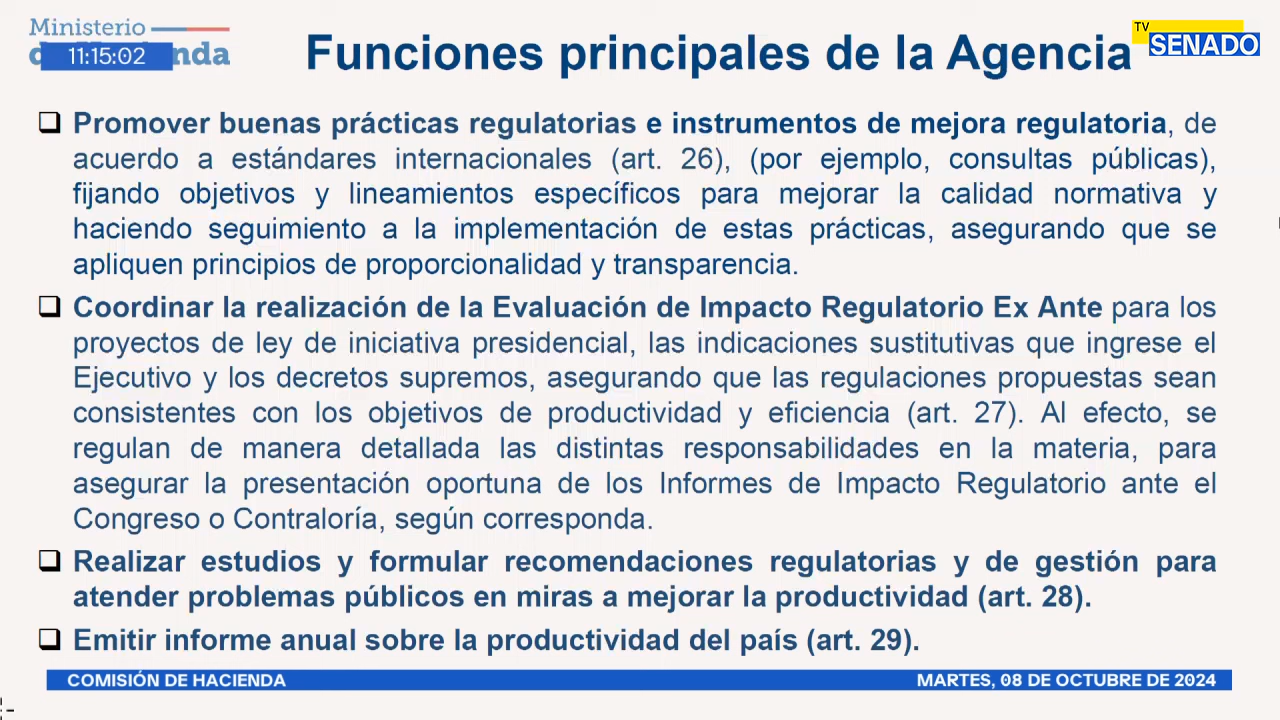 Ministerio
11:15:02 nda
Funciones principales de la Agencia
TV
SENADO
❑ Promover buenas prácticas regulatorias e instrumentos de mejora regulatoria, de
acuerdo a estándares internacionales (art. 26), (por ejemplo, consultas públicas),
fijando objetivos y lineamientos específicos para mejorar la calidad normativa y
haciendo seguimiento a la implementación de estas prácticas, asegurando que se
apliquen principios de proporcionalidad y transparencia.
❑ Coordinar la realización de la Evaluación de Impacto Regulatorio Ex Ante para los
proyectos de ley de iniciativa presidencial, las indicaciones sustitutivas que ingrese el
Ejecutivo y los decretos supremos, asegurando que las regulaciones propuestas sean
consistentes con los objetivos de productividad y eficiencia (art. 27). Al efecto, se
regulan de manera detallada las distintas responsabilidades en la materia, para
asegurar la presentación oportuna de los Informes de Impacto Regulatorio ante el
Congreso o Contraloría, según corresponda.
❑ Realizar estudios y formular recomendaciones regulatorias y de gestión para
atender problemas públicos en miras a mejorar la productividad (art. 28).
❑ Emitir informe anual sobre la productividad del país (art. 29).
COMISIÓN DE HACIENDA MARTES, 08 DE OCTUBRE DE 2024